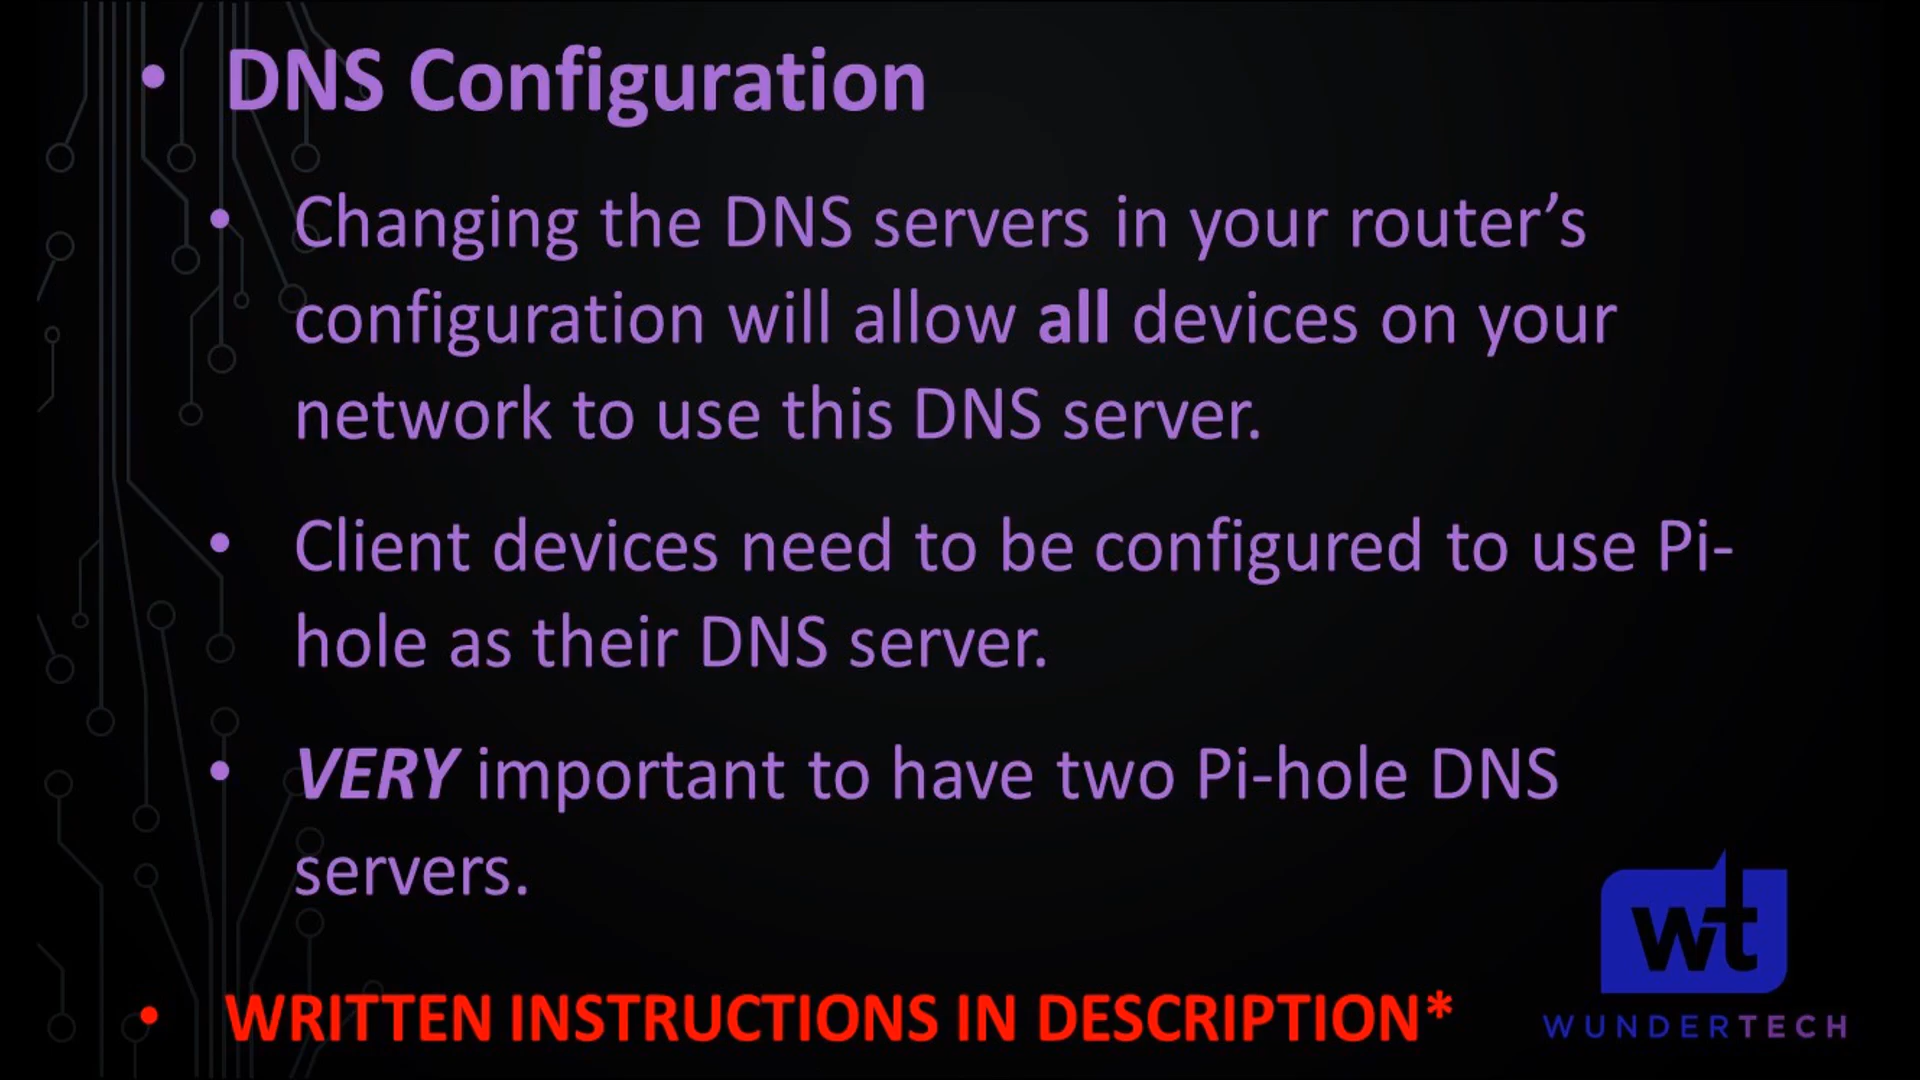 • DNS Configuration
• Changing the DNS servers in your router’s
configuration will allow all devices on your
network to use this DNS server.
• Client devices need to be configured to use Pi-
hole as their DNS server.
• VERY important to have two Pi-hole DNS
servers.
• WRITTEN INSTRUCTIONS IN DESCRIPTION*
wt
WUNDERTECH